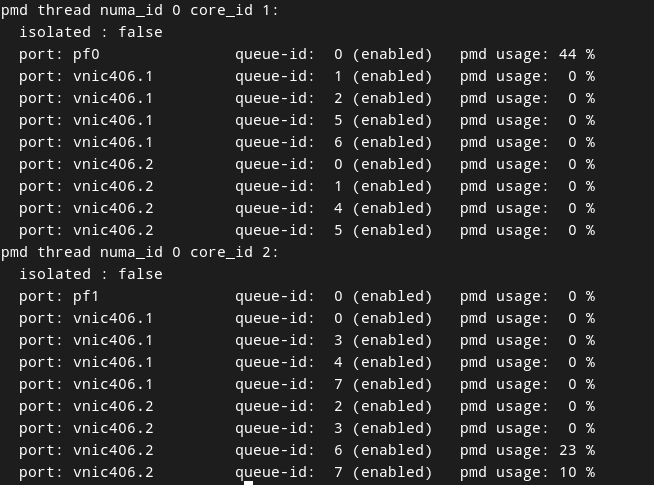 pmd thread numa_id 0 core_id 1:
  isolated : false
  port: pf0             queue-id:  0 (enabled)   pmd usage: 44 %
  port: vnic406.1       queue-id:  1 (enabled)   pmd usage:  0 %
  port: vnic406.1       queue-id:  2 (enabled)   pmd usage:  0 %
  port: vnic406.1       queue-id:  5 (enabled)   pmd usage:  0 %
  port: vnic406.1       queue-id:  6 (enabled)   pmd usage:  0 %
  port: vnic406.2       queue-id:  0 (enabled)   pmd usage:  0 %
  port: vnic406.2       queue-id:  1 (enabled)   pmd usage:  0 %
  port: vnic406.2       queue-id:  4 (enabled)   pmd usage:  0 %
  port: vnic406.2       queue-id:  5 (enabled)   pmd usage:  0 %
pmd thread numa_id 0 core_id 2:
  isolated : false
  port: pf1             queue-id:  0 (enabled)   pmd usage:  0 %
  port: vnic406.1       queue-id:  0 (enabled)   pmd usage:  0 %
  port: vnic406.1       queue-id:  3 (enabled)   pmd usage:  0 %
  port: vnic406.1       queue-id:  4 (enabled)   pmd usage:  0 %
  port: vnic406.1       queue-id:  7 (enabled)   pmd usage:  0 %
  port: vnic406.2       queue-id:  2 (enabled)   pmd usage:  0 %
  port: vnic406.2       queue-id:  3 (enabled)   pmd usage:  0 %
  port: vnic406.2       queue-id:  6 (enabled)   pmd usage: 23 %
  port: vnic406.2       queue-id:  7 (enabled)   pmd usage: 10 %